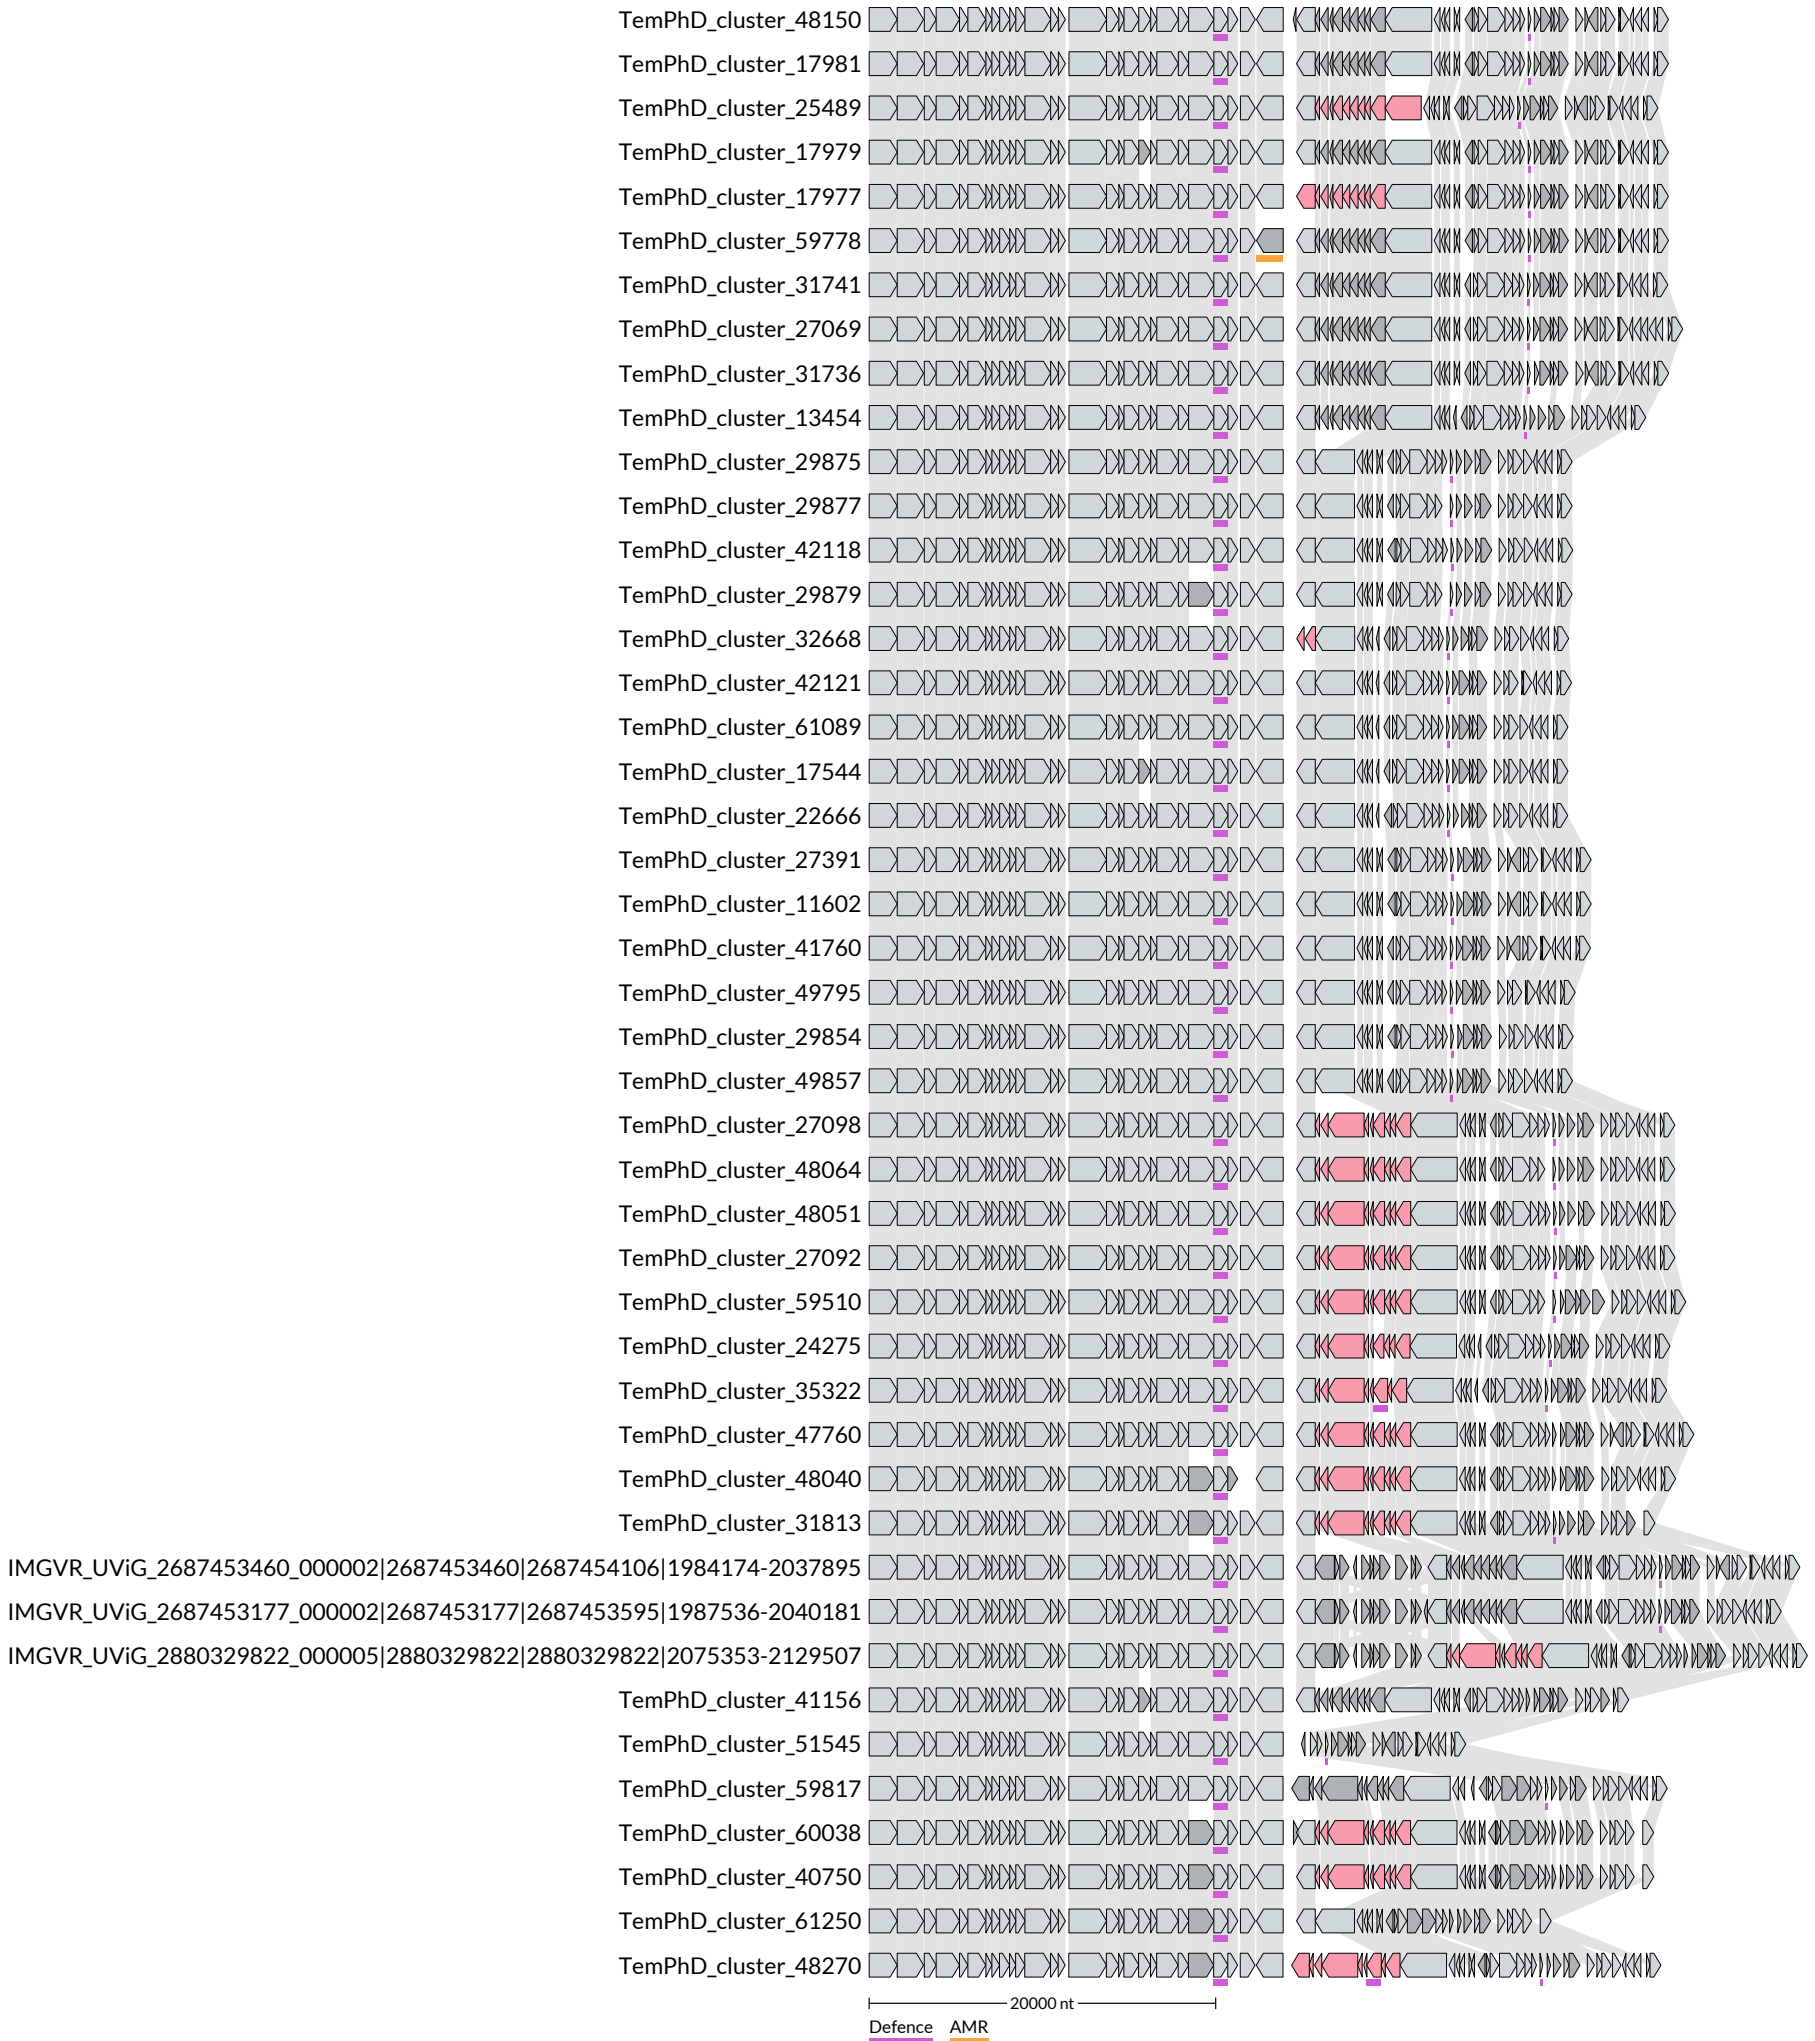 TemPhD_cluster_48150
TemPhD_cluster_17981
TemPhD_cluster_25489
TemPhD_cluster_17979
TemPhD_cluster_17977
TemPhD_cluster_59778
TemPhD_cluster_31741
TemPhD_cluster_27069
TemPhD_cluster_31736
TemPhD_cluster_13454
TemPhD_cluster_29875
TemPhD_cluster_29877
TemPhD_cluster_42118
TemPhD_cluster_29879
TemPhD_cluster_32668
TemPhD_cluster_42121
TemPhD_cluster_61089
TemPhD_cluster_17544
TemPhD_cluster_22666
TemPhD_cluster_27391
TemPhD_cluster_11602
TemPhD_cluster_41760
TemPhD_cluster_49795
TemPhD_cluster_29854
TemPhD_cluster_49857
TemPhD_cluster_27098
TemPhD_cluster_48064
TemPhD_cluster_48051
TemPhD_cluster_27092
TemPhD_cluster_59510
TemPhD_cluster_24275
TemPhD_cluster_35322
TemPhD_cluster_47760
TemPhD_cluster_48040
TemPhD_cluster_31813
IMGVR_UViG_2687453460_000002|2687453460|2687454106|1984174-2037895
IMGVR_UViG_2687453177_000002|2687453177|2687453595|1987536-2040181
IMGVR_UViG_2880329822_000005|2880329822|2880329822|2075353-2129507
TemPhD_cluster_41156
TemPhD_cluster_51545
TemPhD_cluster_59817
TemPhD_cluster_60038
TemPhD_cluster_40750
TemPhD_cluster_61250
TemPhD_cluster_48270
20000 nt
Defence AMR